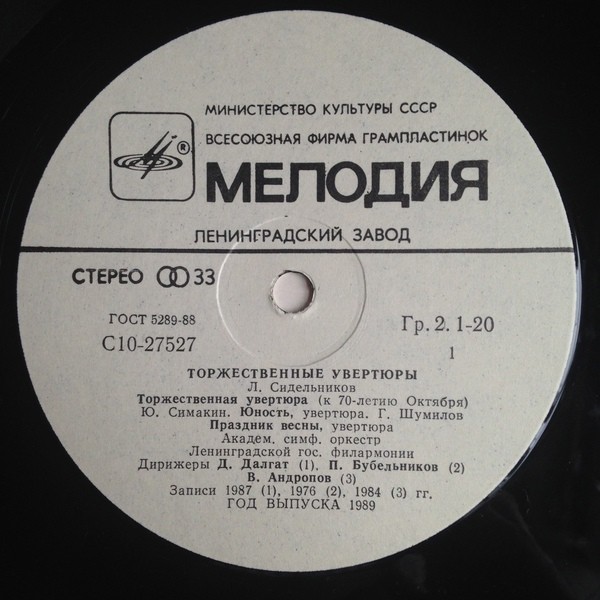 МИНИСТЕРСТВО КУЛЬТУРЫ СССР
ВСЕСОЮЗНАЯ ФИРМА ГРАМПЛАСТИНОК
®
МЕЛОДИЯ
ЛЕНИНГРАДСКИЙ ЗАВОД
СТЕРЕО 33
ГОСТ 5289-88
Гр. 2. 1-20
С10-27527
1
ТОРЖЕСТВЕННЫЕ УВЕРТЮРЫ
Л. Сидельников
Торжественная увертюра (к 70-летию Октября)
Ю. Симакин. Юность, увертюра. Г. Шумилов
Праздник весны, увертюра
Академ. симф. оркестр
Ленинградской гос. филармонии
Дирижеры Д. Далгат (1), П. Бубельников (2)
В. Андропов (3)
Записи 1987 (1), 1976 (2), 1984 (3) гг.
ГОД ВЫПУСКА 1989